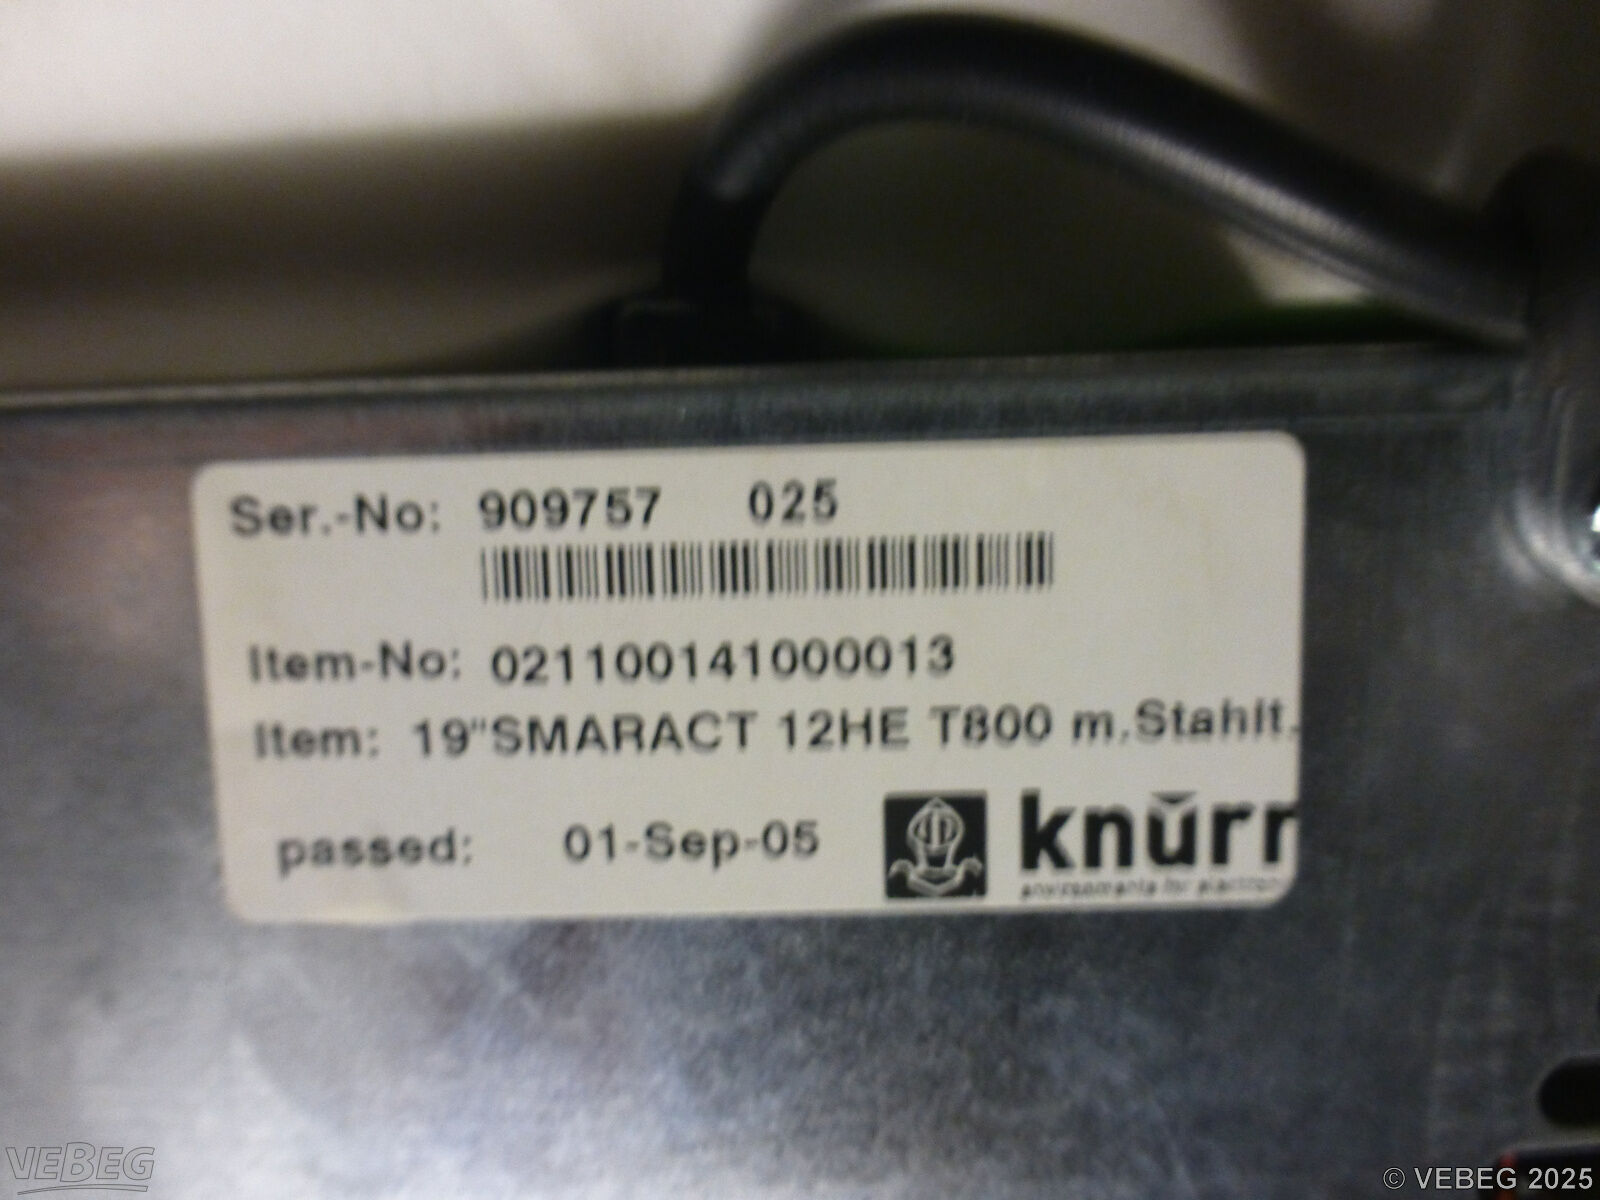 Ser.-No: 909757 025
Item-No: 021100141000013
Item: 19"SMARACT 12HE T800 m.Stahlt.
passed: 01-Sep-05
knürr
for
VEBEG
© VEBEG 2025